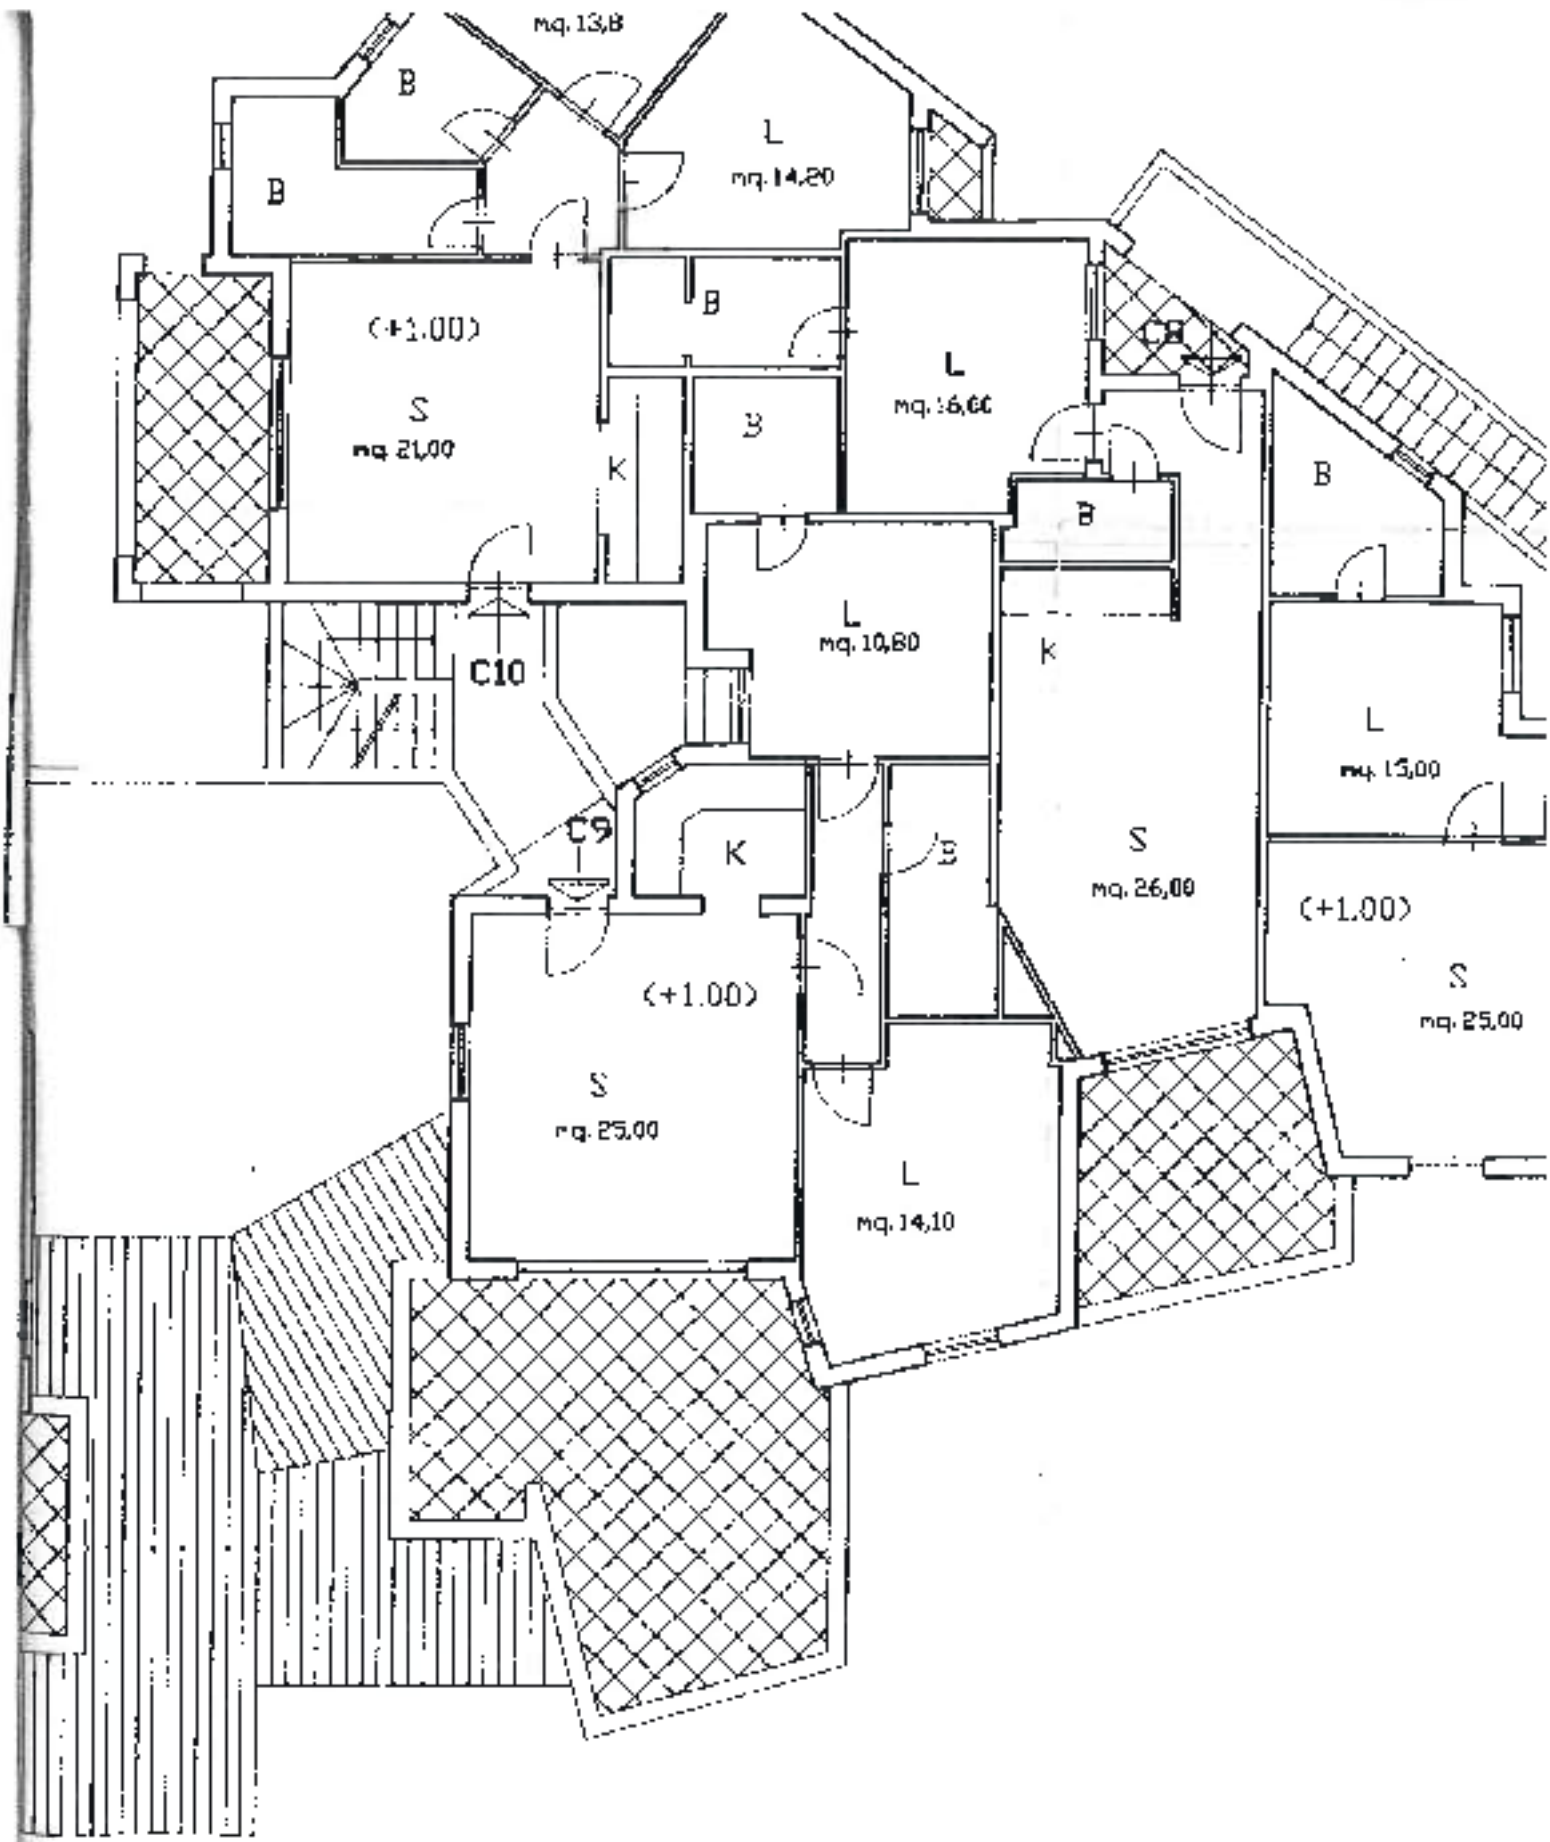 mq. 13,8
B
L
mq. 14,20
B
B
(+1.00)
C8
S
mq. 21,00
L
mq. 16,00
B
K
B
B
L
mq. 10,80
K
C10
L
mq. 15,00
C9
K
B
S
mq. 26,00
(+1.00)
S
mq. 25,00
(+1.00)
S
mq. 25,00
L
mq. 14,10